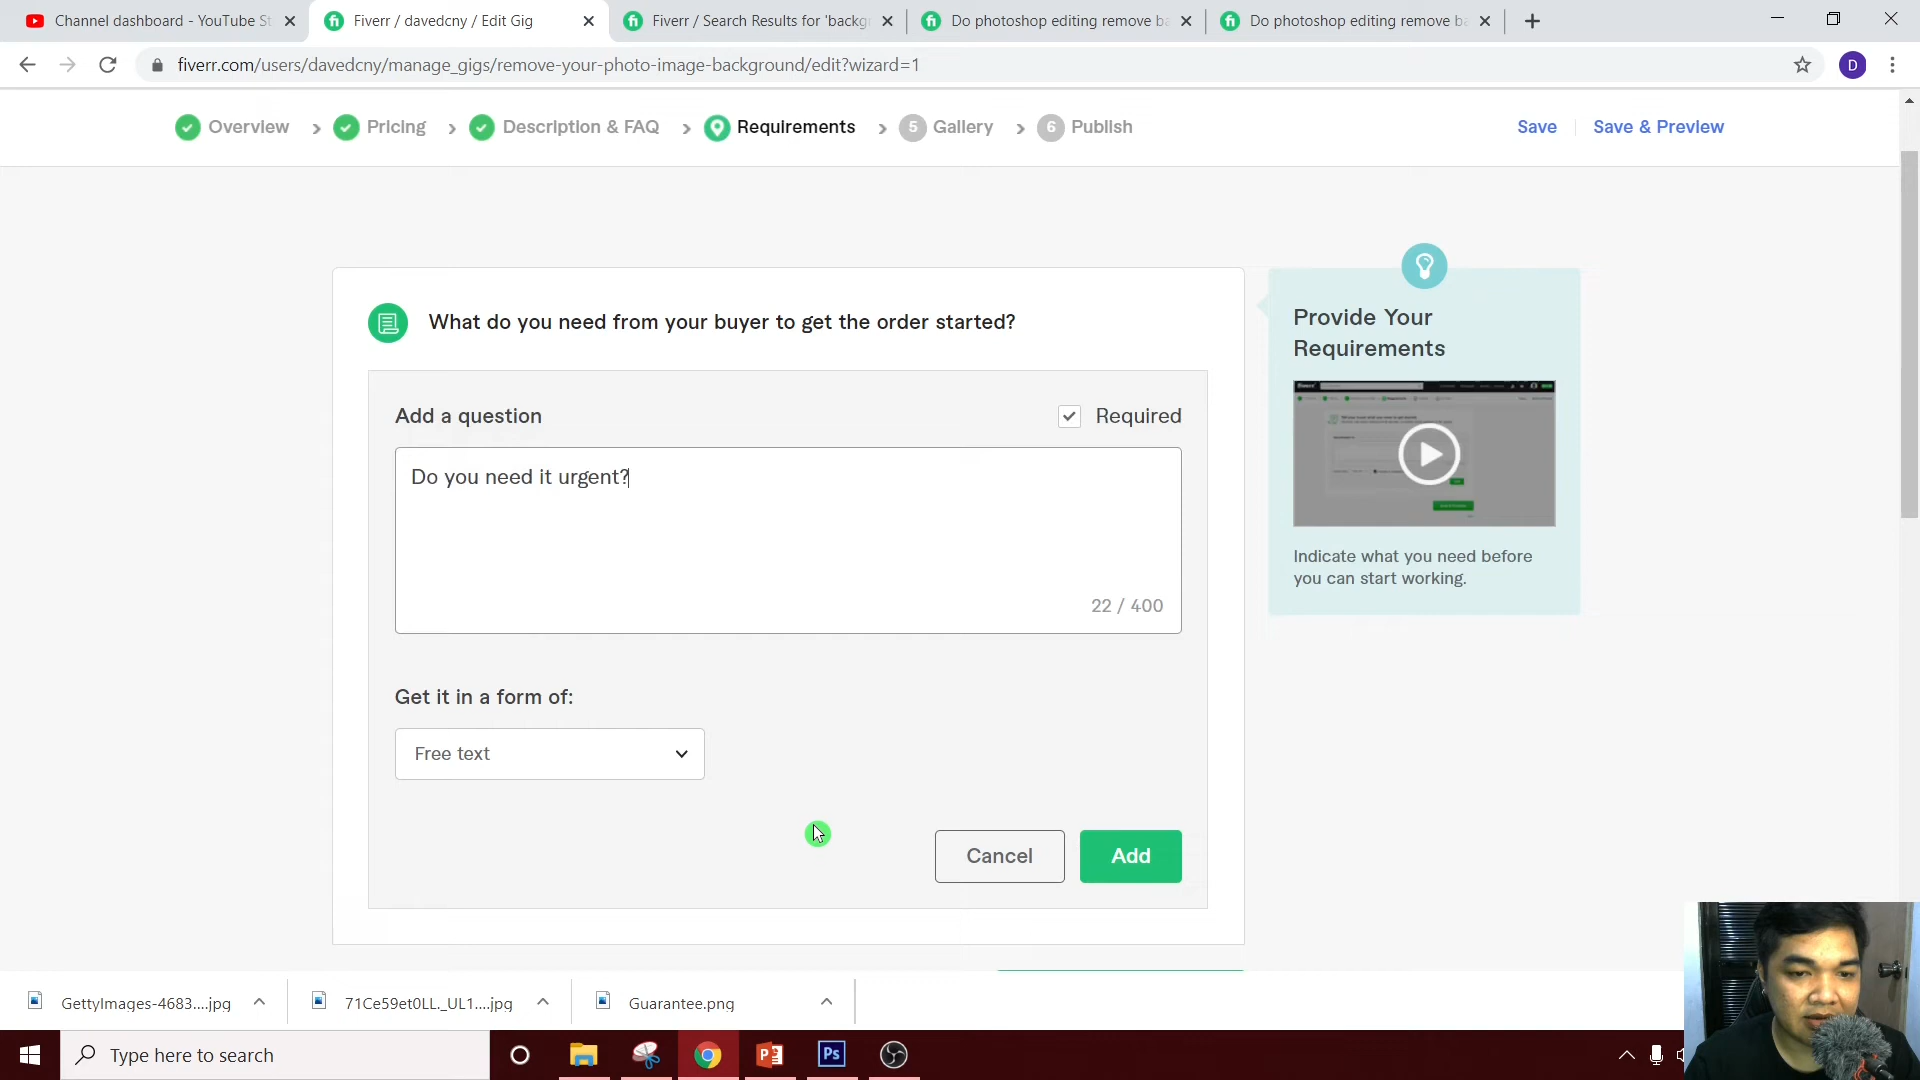 Channel dashboard - YouTube St
Fiverr / davedcny / Edit Gig
Fiverr / Search Results for 'backgr
Do photoshop editing remove ba
Do photoshop editing remove ba
fiverr.com/users/davedcny/manage_gigs/remove-your-photo-image-background/edit?wizard=1
D
Overview
Pricing
Description & FAQ
Requirements
5 Gallery
6 Publish
Save
Save & Preview
What do you need from your buyer to get the order started?
Add a question
Required
Do you need it urgent?
22 / 400
Get it in a form of:
Free text
Cancel
Add
Provide Your
Requirements
Indicate what you need before
you can start working.
GettyImages-4683....jpg
71Ce59et0LL._UL1....jpg
Guarantee.png
Type here to search
Ps